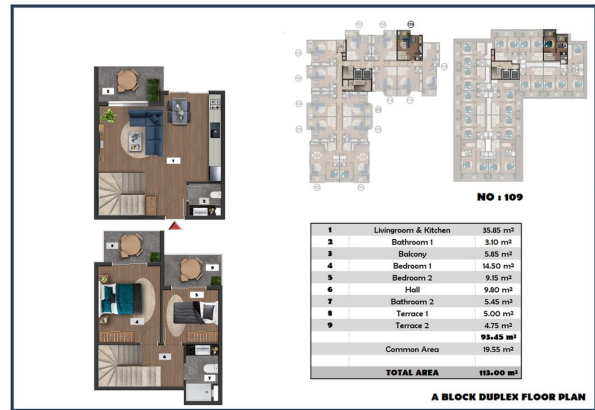 NO : 109
1 Livingroom & Kitchen 35.85 m²
2 Bathroom 1 3.10 m²
3 Balcony 5.85 m²
4 Bedroom 1 14.50 m²
5 Bedroom 2 9.15 m²
6 Hall 9.80 m²
7 Bathroom 2 5.45 m²
8 Terrace 1 5.00 m²
9 Terrace 2 4.75 m²
93.45 m²
Common Area 19.55 m²
TOTAL AREA 113.00 m²
A BLOCK DUPLEX FLOOR PLAN